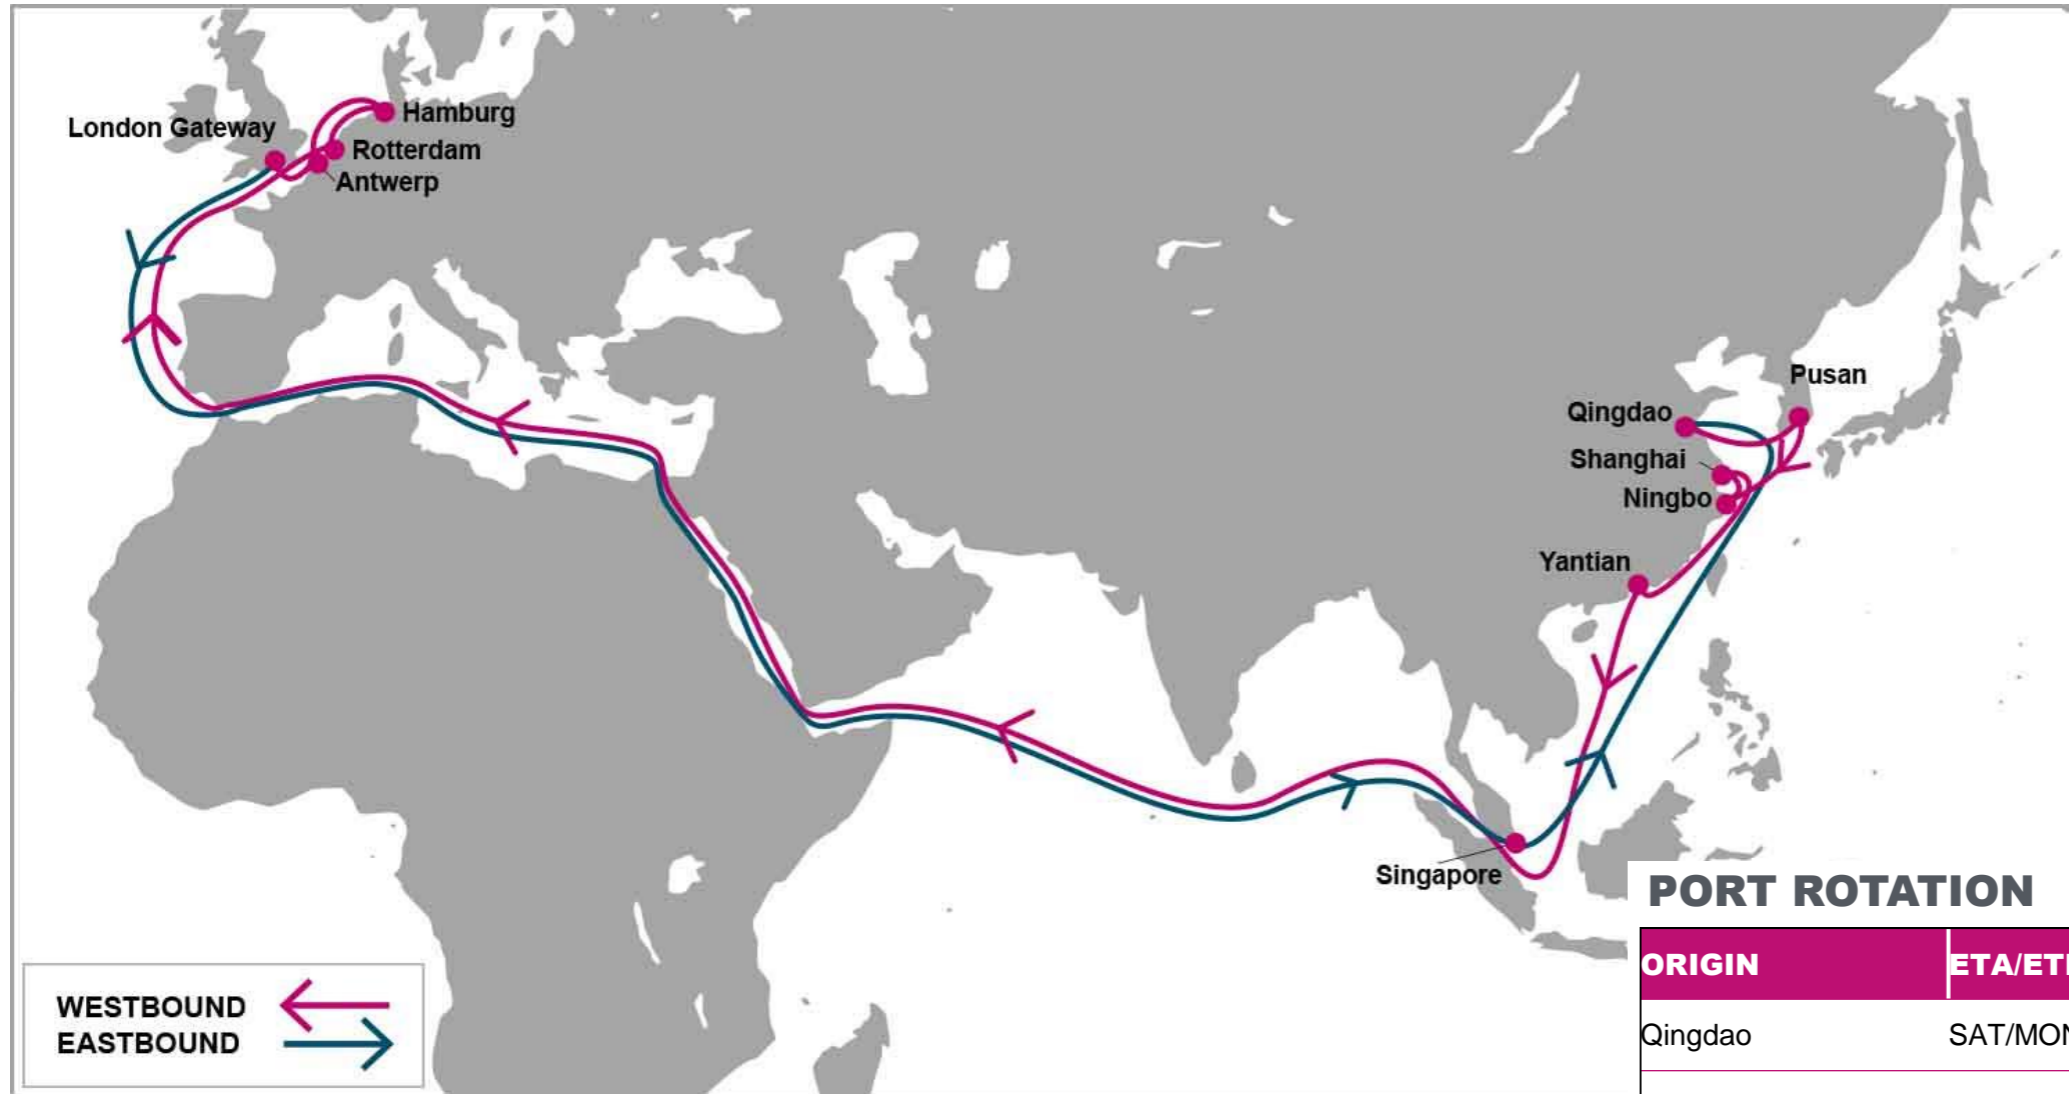 London Gateway
Hamburg
Rotterdam
Antwerp
Pusan
Qingdao
Shanghai
Ningbo
Yantian
Singapore
WESTBOUND
EASTBOUND
PORT ROTATION
ORIGIN
Qingdao